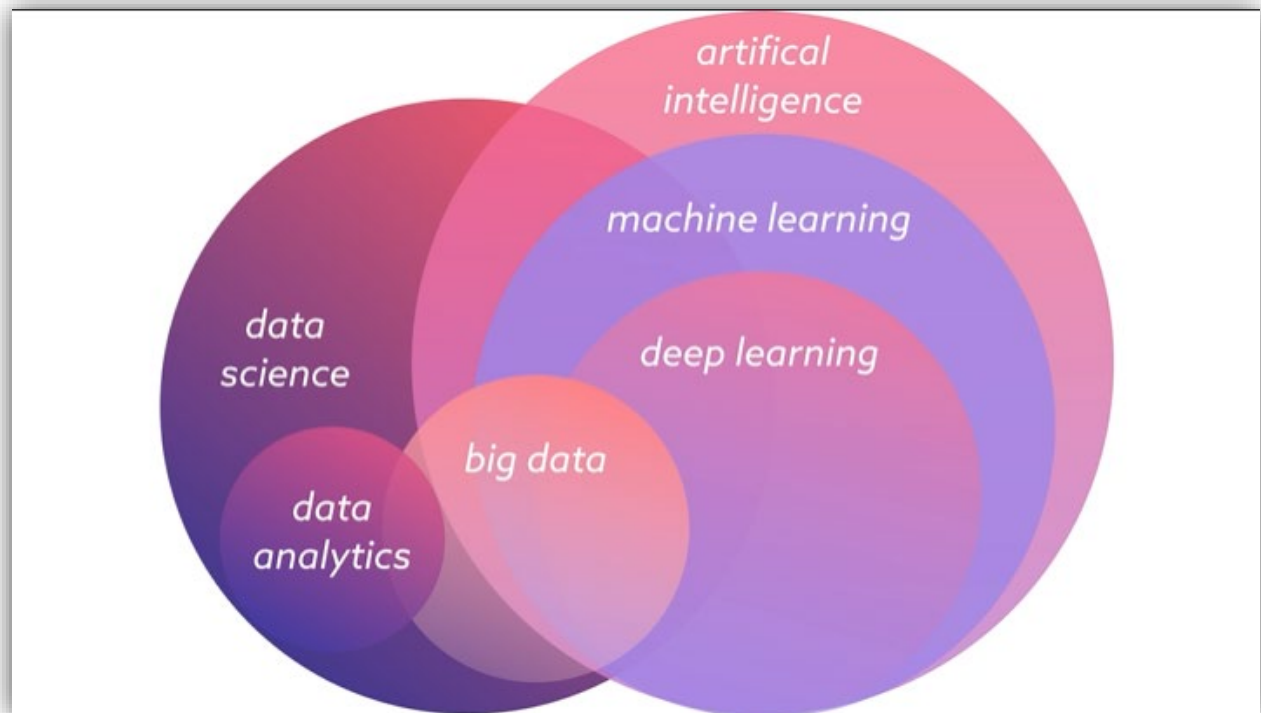 artifical
intelligence
machine learning
data
science
deep learning
big data
data
analytics